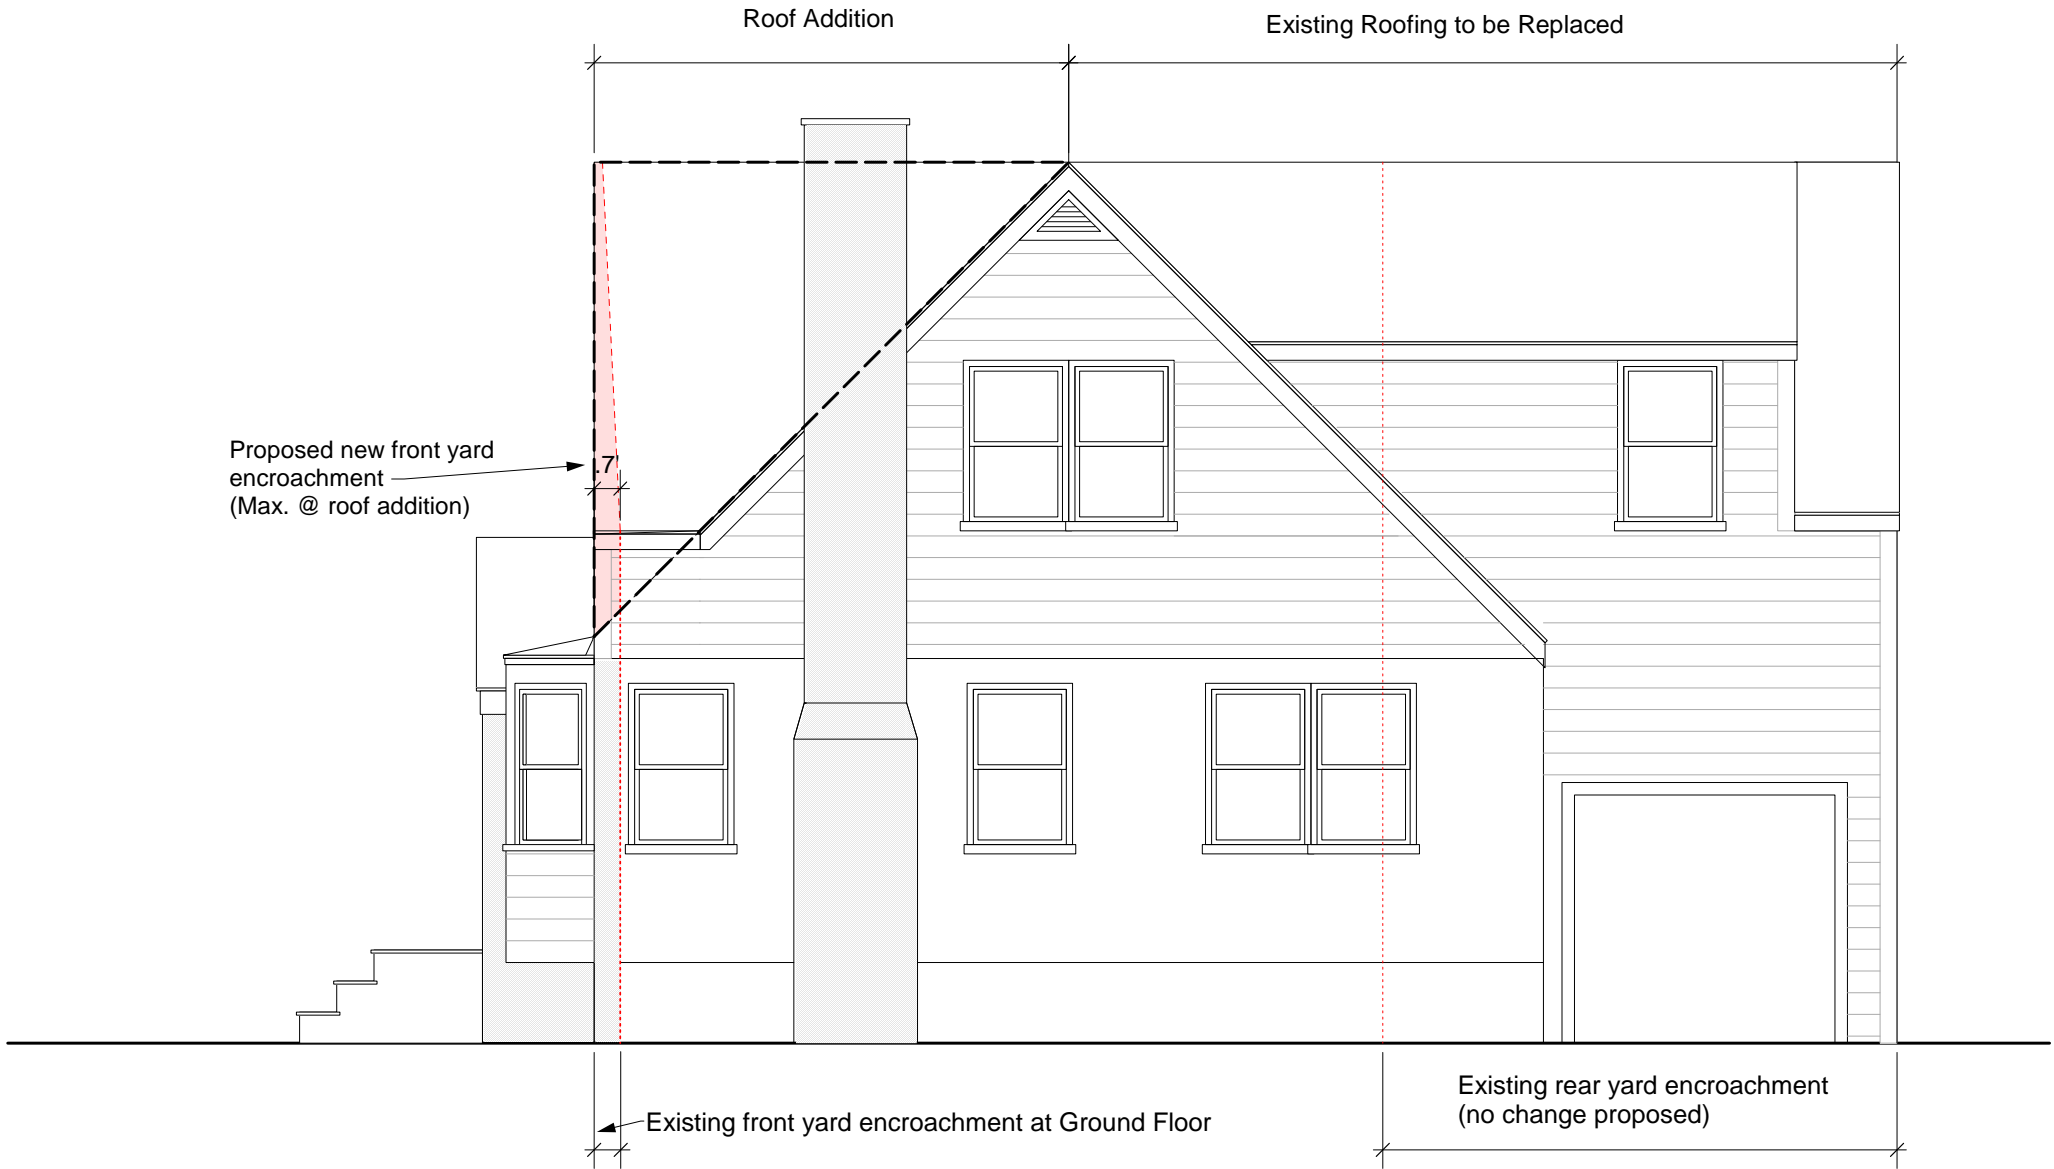 Roof Addition
Existing Roofing to be Replaced
Proposed new front yard
encroachment
(Max. @ roof addition)
.7'
Existing rear yard encroachment
(no change proposed)
Existing front yard encroachment at Ground Floor